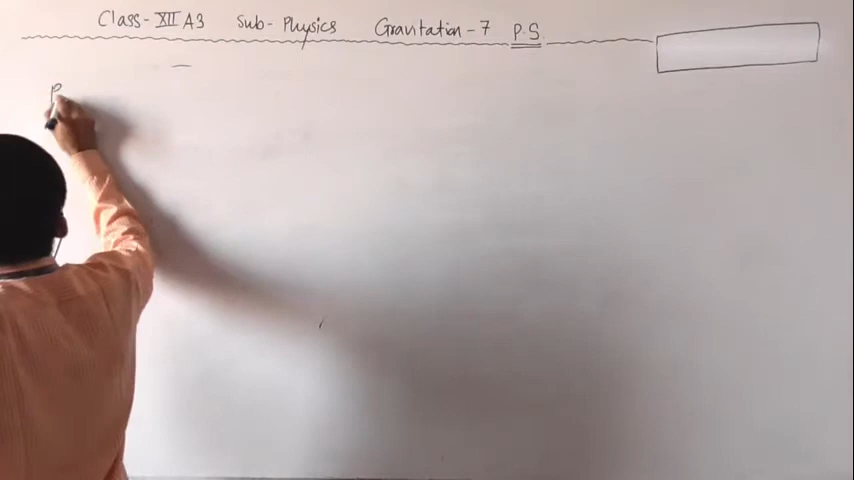 Class- XII A3 Sub- Physics Gravitation - 7 P.S.
P